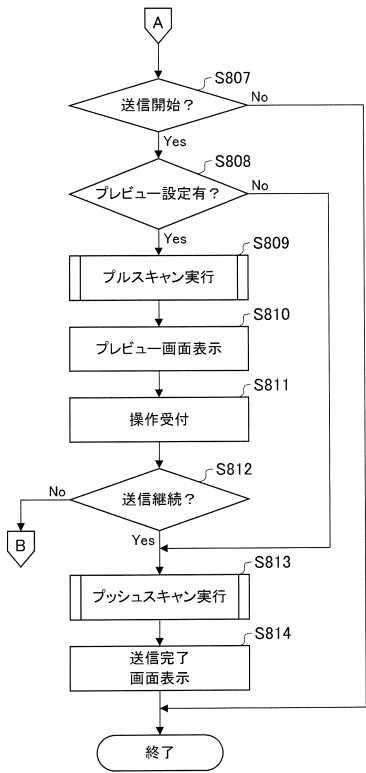 A
S807
送信開始？
No
Yes
S808
プレビュー設定有？
No
Yes
S809
プルスキャン実行
S810
プレビュー画面表示
S811
操作受付
S812
送信継続？
No
B
Yes
S813
プッシュスキャン実行
S814
送信完了
画面表示
終了